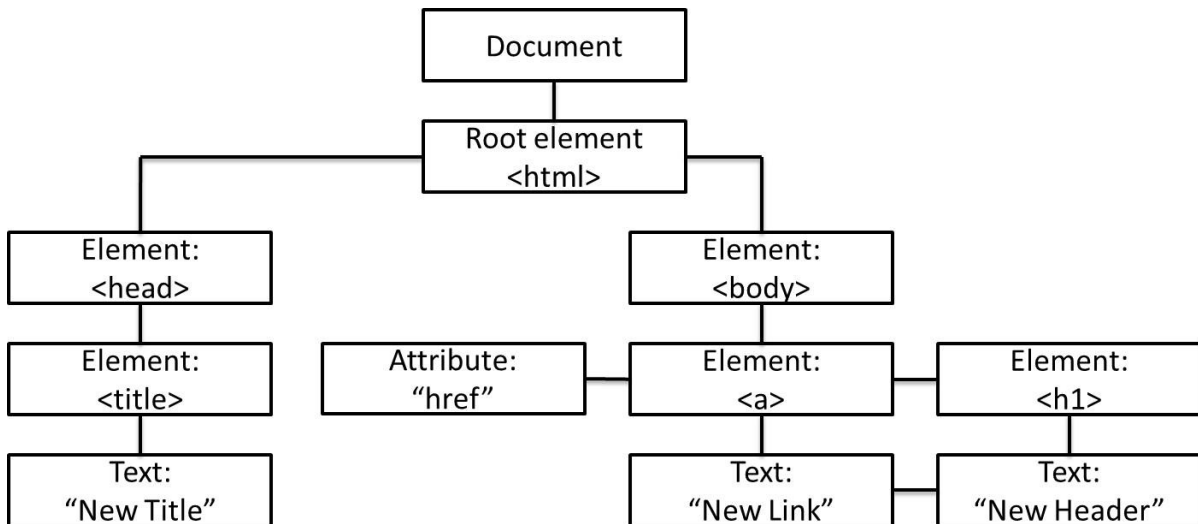 Document
Root element
<html>
Element:
<head>
Element:
<body>
Element:
<title>
Attribute:
“href”
Element:
<a>
Element:
<h1>
Text:
“New Title”
Text:
“New Link”
Text:
“New Header”